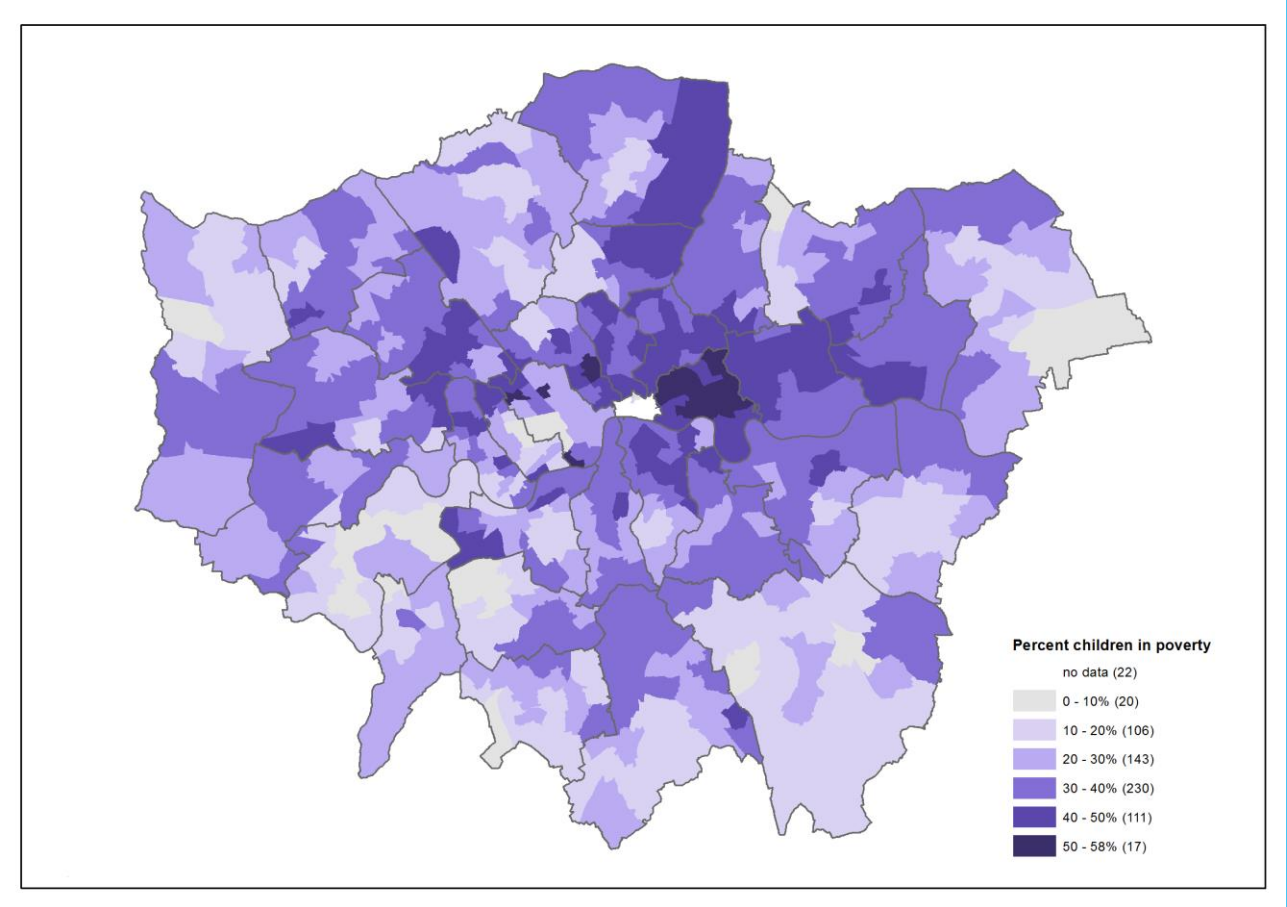 Percent children in poverty
no data (22)
0 - 10% (20)
10 - 20% (106)
20 - 30% (143)
30 - 40% (230)
40 - 50% (111)
50 - 58% (17)